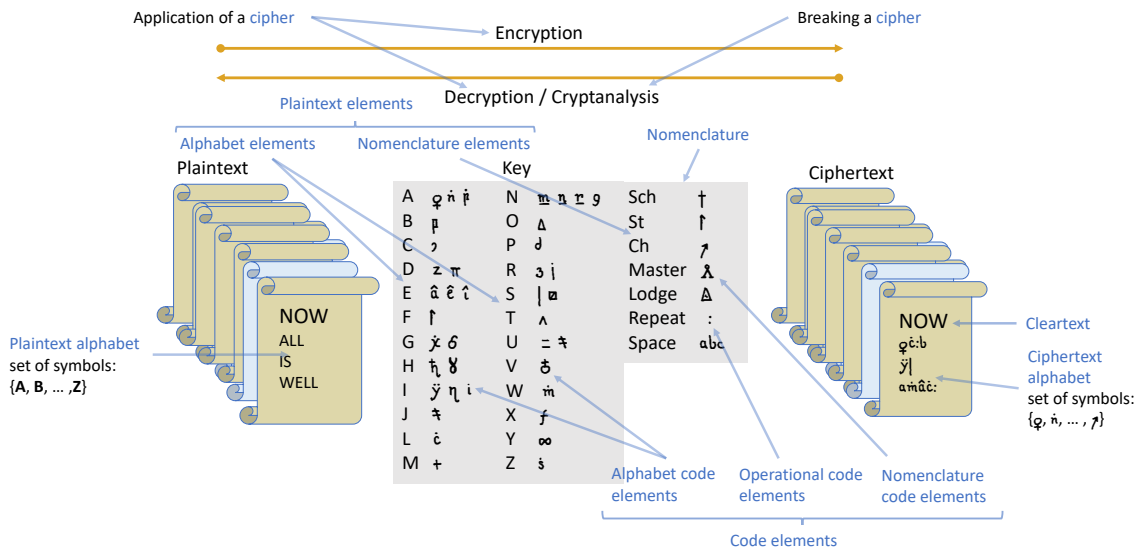 Application of a cipher
Breaking a cipher
Encryption
Decryption / Cryptanalysis
Plaintext elements
Alphabet elements
Nomenclature elements
Nomenclature
Plaintext
Key
Ciphertext
A
N
Sch †
B
O Δ
St
C
P
Ch
D
R
Master
E â ê î
S
Lodge
F
T
Repeat :
G
U
Space abc
H
V
I
W ṁ
J
X f
L ċ
Y ∞
M +
Z ṡ
NOW
ALL
IS
WELL
Plaintext alphabet
set of symbols:
{A, B, ... ,Z}
NOW
Cleartext
Ciphertext
alphabet
set of symbols:
Alphabet code
elements
Operational code
elements
Nomenclature
code elements
Code elements